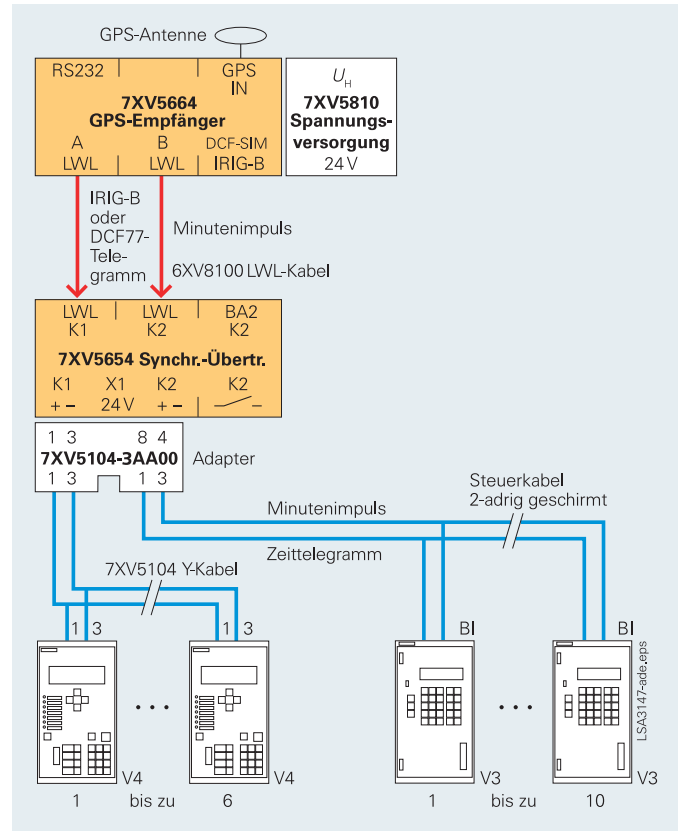 GPS-Antenne
RS232 GPS
IN
7XV5664
GPS-Empfänger
A B DCF-SIM
LWL LWL IRIG-B
U_H
7XV5810
Spannungs-
versorgung
24 V
IRIG-B
oder
DCF77-
Tele-
gramm
Minutenimpuls
6XV8100 LWL-Kabel
LWL LWL BA2
K1 K2 K2
7XV5654 Synchr.-Übertr.
K1 X1 K2 K2
+ – 24 V + –
1 3 8 4
7XV5104-3AA00
1 3 1 3
Adapter
Steuerkabel
2-adrig geschirmt
Minutenimpuls
Zeittelegramm
7XV5104 Y-Kabel
1 3 1 3 BI BI
LSA3147-ade.eps
V4 V4 V3 V3
1 bis zu 6 1 bis zu 10